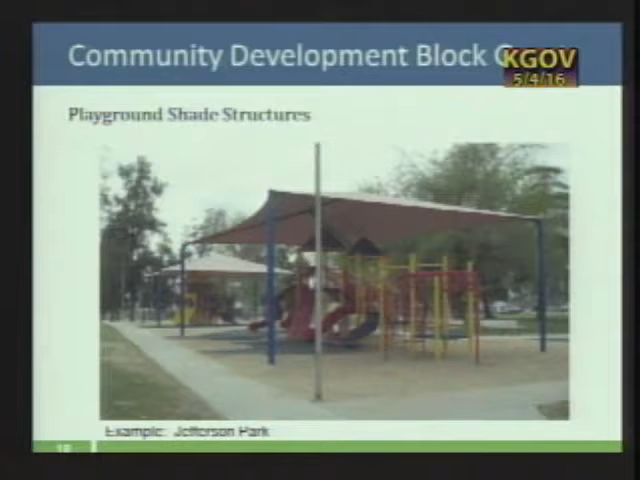 Community Development Block G
KGOV
5/4/16
Playground Shade Structures
Example: Jefferson Park